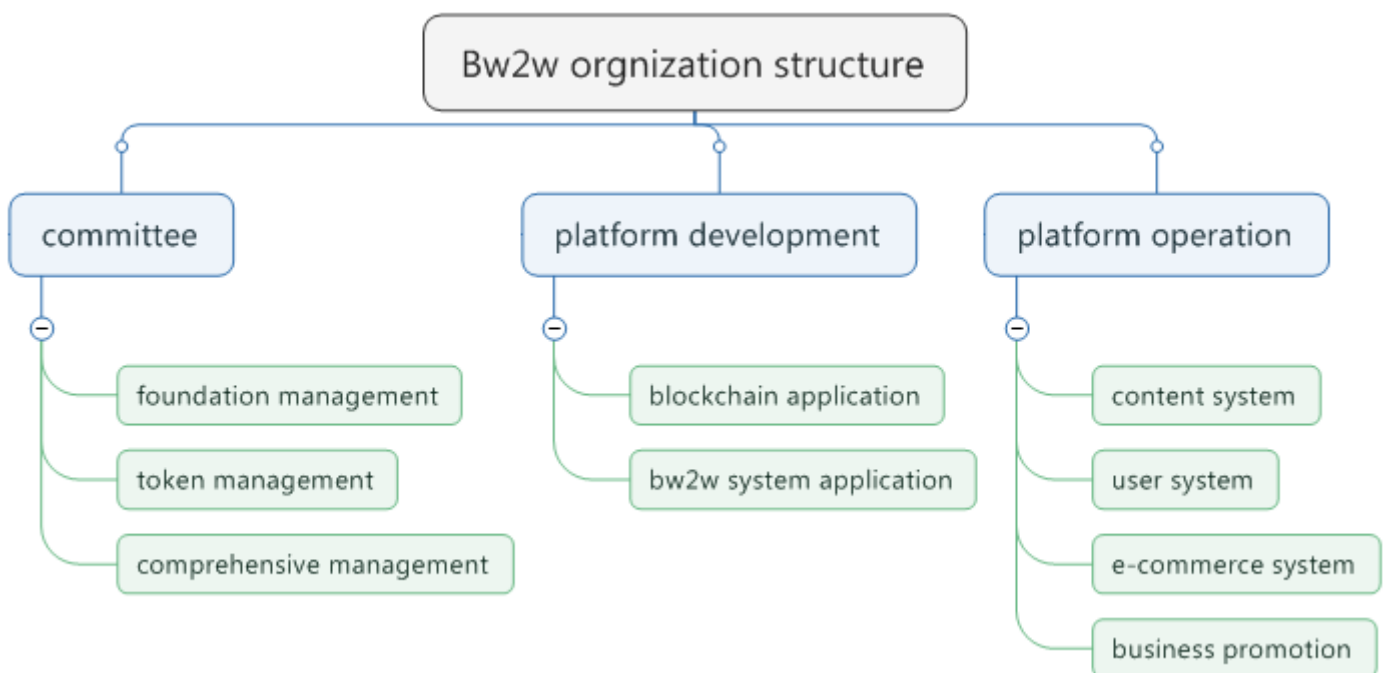 Bw2w orgnization structure
committee
platform development
platform operation
foundation management
token management
comprehensive management
blockchain application
bw2w system application
content system
user system
e-commerce system
business promotion